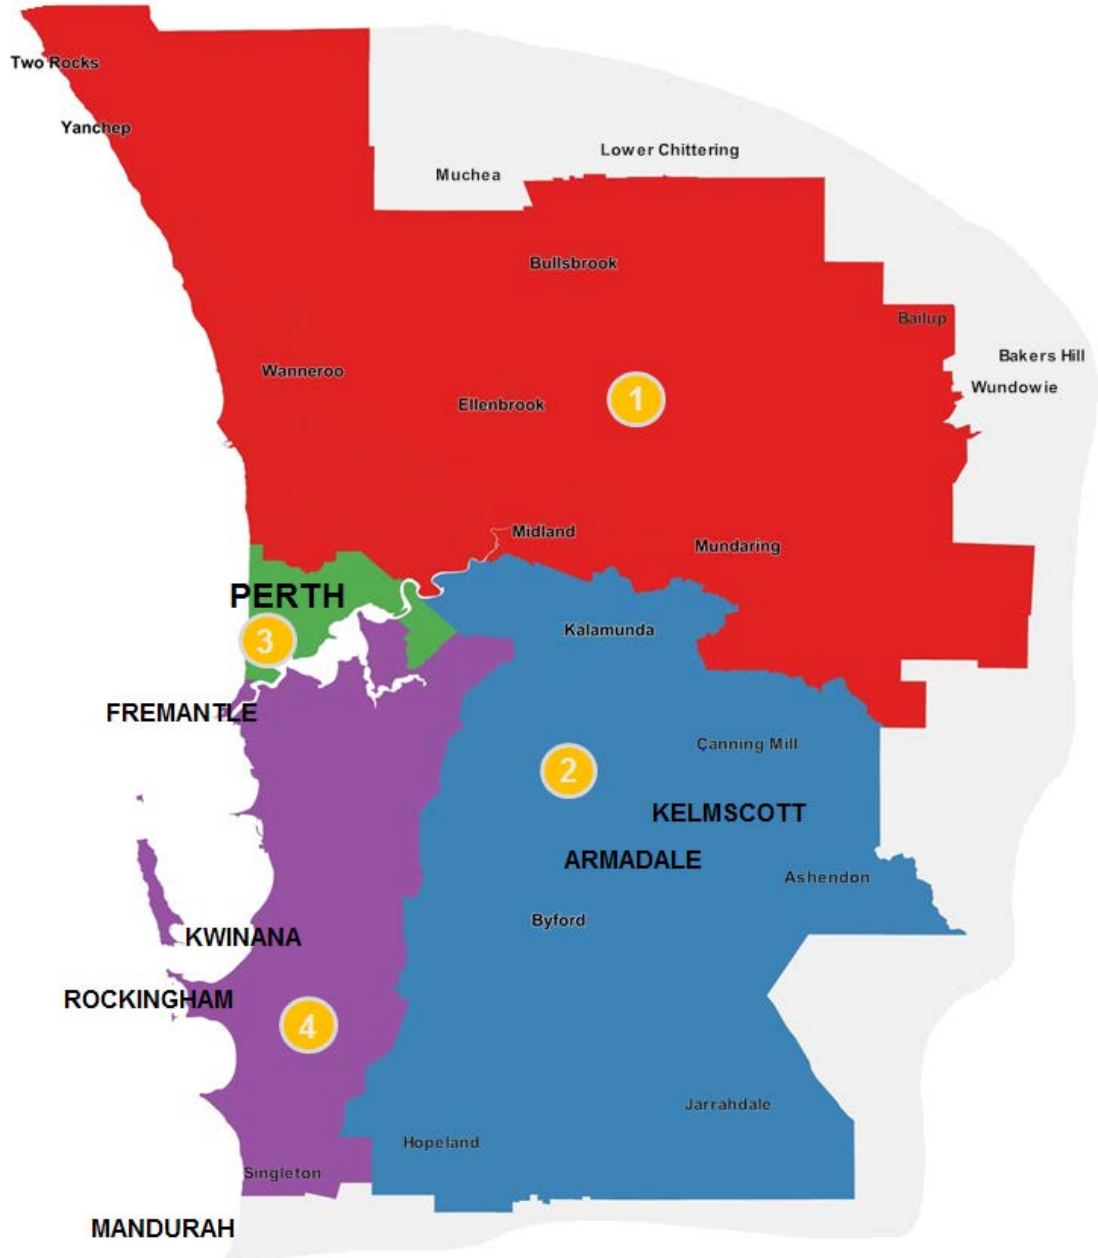 Two Rocks
Yanchep
Lower Chittering
Muchea
Bullsbrook
Bailup
Bakers Hill
Wanneroo
Wundowie
Ellenbrook
1
Midland
Mundaring
PERTH
Kalamunda
3
FREMANTLE
Canning Mill
2
KELMSCOTT
ARMADALE
Ashendon
Byford
KWINANA
ROCKINGHAM
4
Jarrahdale
Hopeland
Singleton
MANDURAH